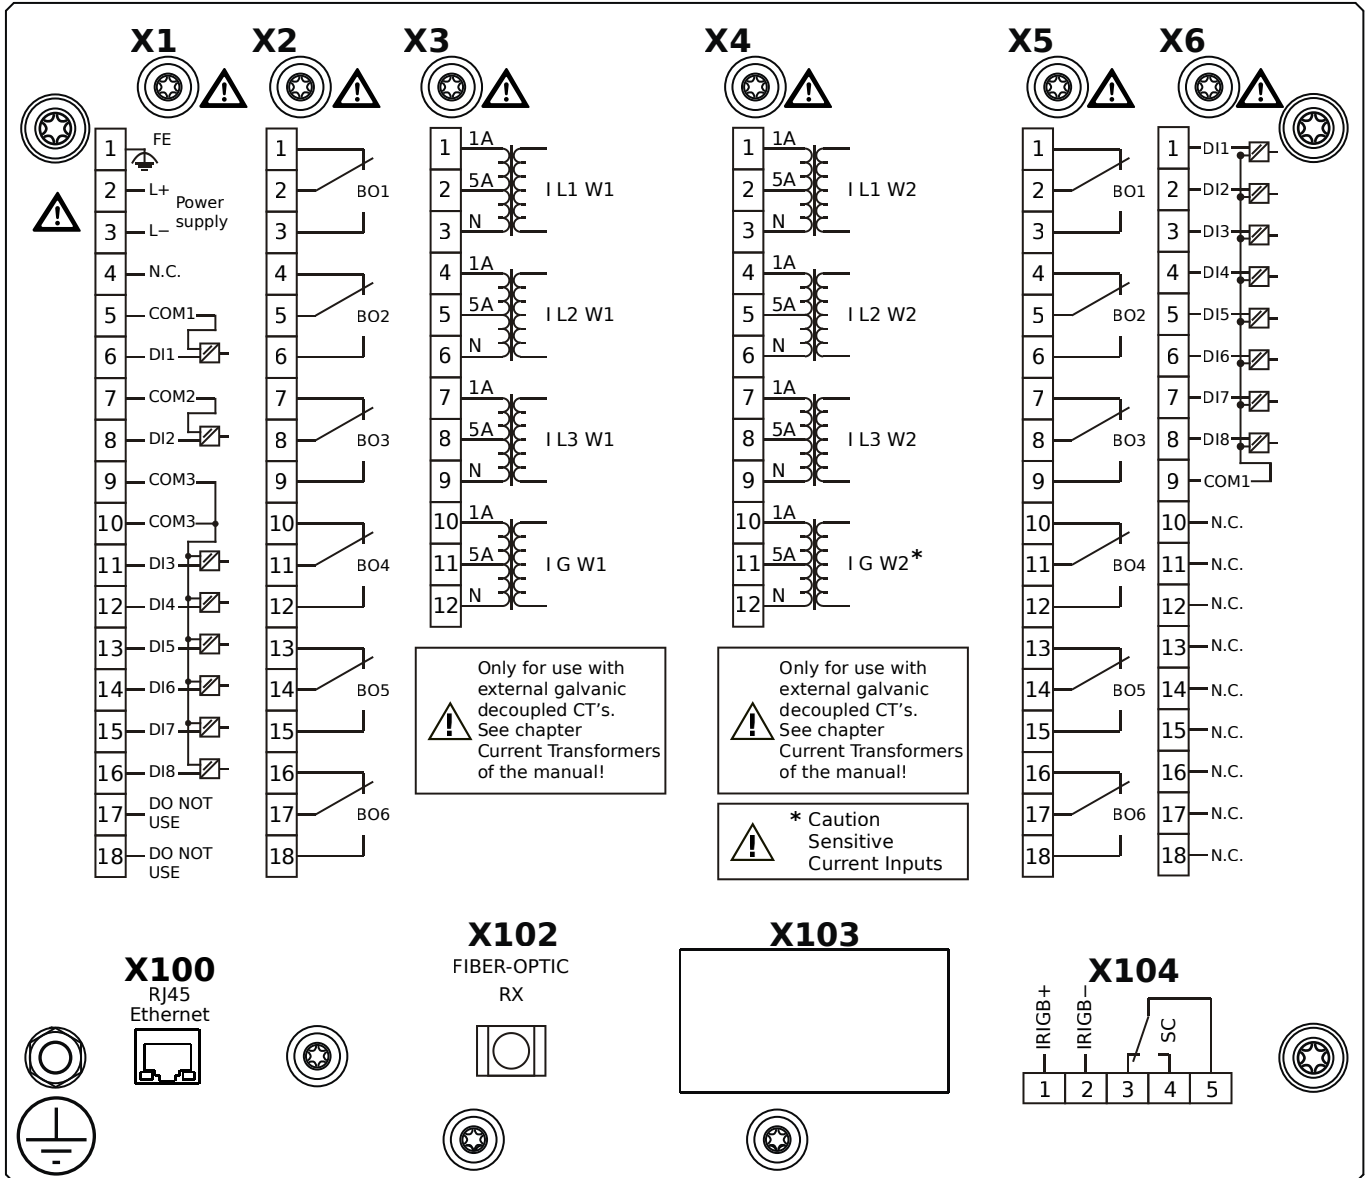 X1 X2 X3 X4 X5 X6
1 FE
2 L+
Power
supply
3 L−
4 N.C.
5 COM1
6 DI1
7 COM2
8 DI2
9 COM3
10 COM3
11 DI3
12 DI4
13 DI5
14 DI6
15 DI7
16 DI8
17 DO NOT
USE
18 DO NOT
USE
1
2 BO1
3
4
5 BO2
6
7
8 BO3
9
10
11 BO4
12
13
14 BO5
15
16
17 BO6
18
1 1A
2 5A I L1 W1
3 N
4 1A
5 5A I L2 W1
6 N
7 1A
8 5A I L3 W1
9 N
10 1A
11 5A I G W1
12 N
Only for use with
external galvanic
decoupled CT's.
See chapter
Current Transformers
of the manual!
1 1A
2 5A I L1 W2
3 N
4 1A
5 5A I L2 W2
6 N
7 1A
8 5A I L3 W2
9 N
10 1A
11 5A I G W2*
12 N
Only for use with
external galvanic
decoupled CT's.
See chapter
Current Transformers
of the manual!
* Caution
Sensitive
Current Inputs
1
2 BO1
3
4
5 BO2
6
7
8 BO3
9
10
11 BO4
12
13
14 BO5
15
16
17 BO6
18
1 DI1
2 DI2
3 DI3
4 DI4
5 DI5
6 DI6
7 DI7
8 DI8
9 COM1
10 N.C.
11 N.C.
12 N.C.
13 N.C.
14 N.C.
15 N.C.
16 N.C.
17 N.C.
18 N.C.
X100
RJ45
Ethernet
X102
FIBER-OPTIC
RX
X103
X104
IRIGB+
IRIGB−
SC
1 2 3 4 5